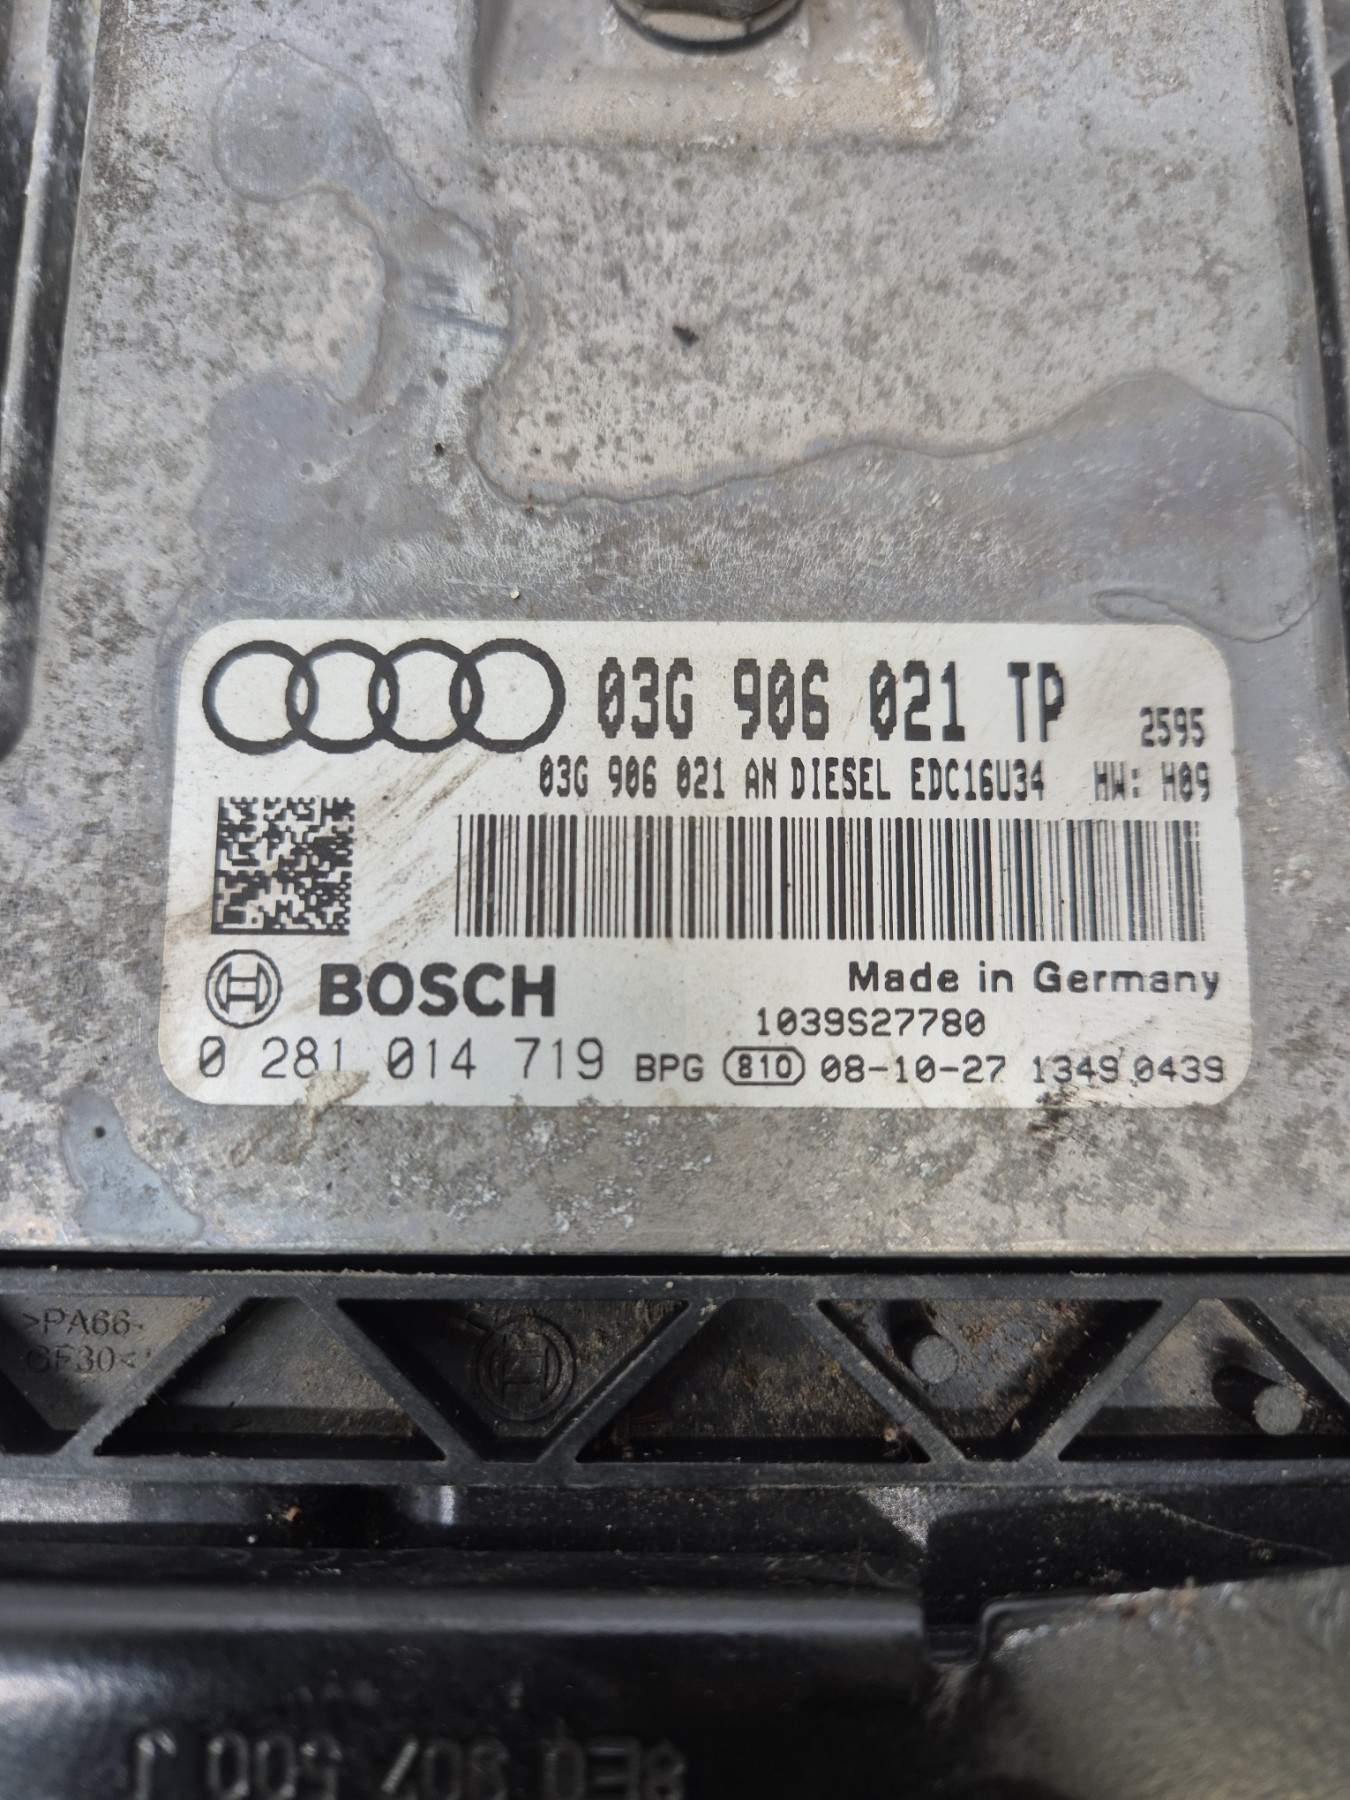 03G 906 021 TP 2595
03G 906 021 AN DIESEL EDC16U34 HW: H09
BOSCH
Made in Germany
1039S27780
0 281 014 719 BPG 810 08-10-27 1349 0439
>PA66-
GF30<